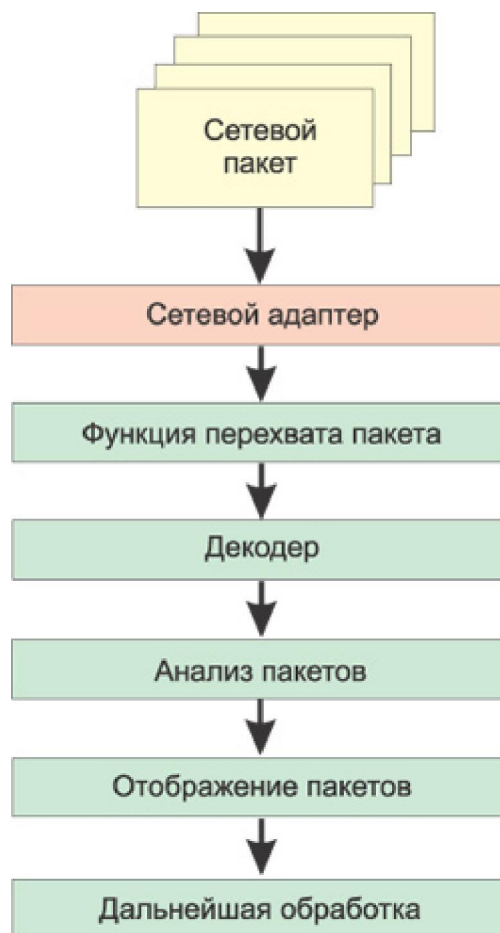 Сетевой
пакет
Сетевой адаптер
Функция перехвата пакета
Декодер
Анализ пакетов
Отображение пакетов
Дальнейшая обработка